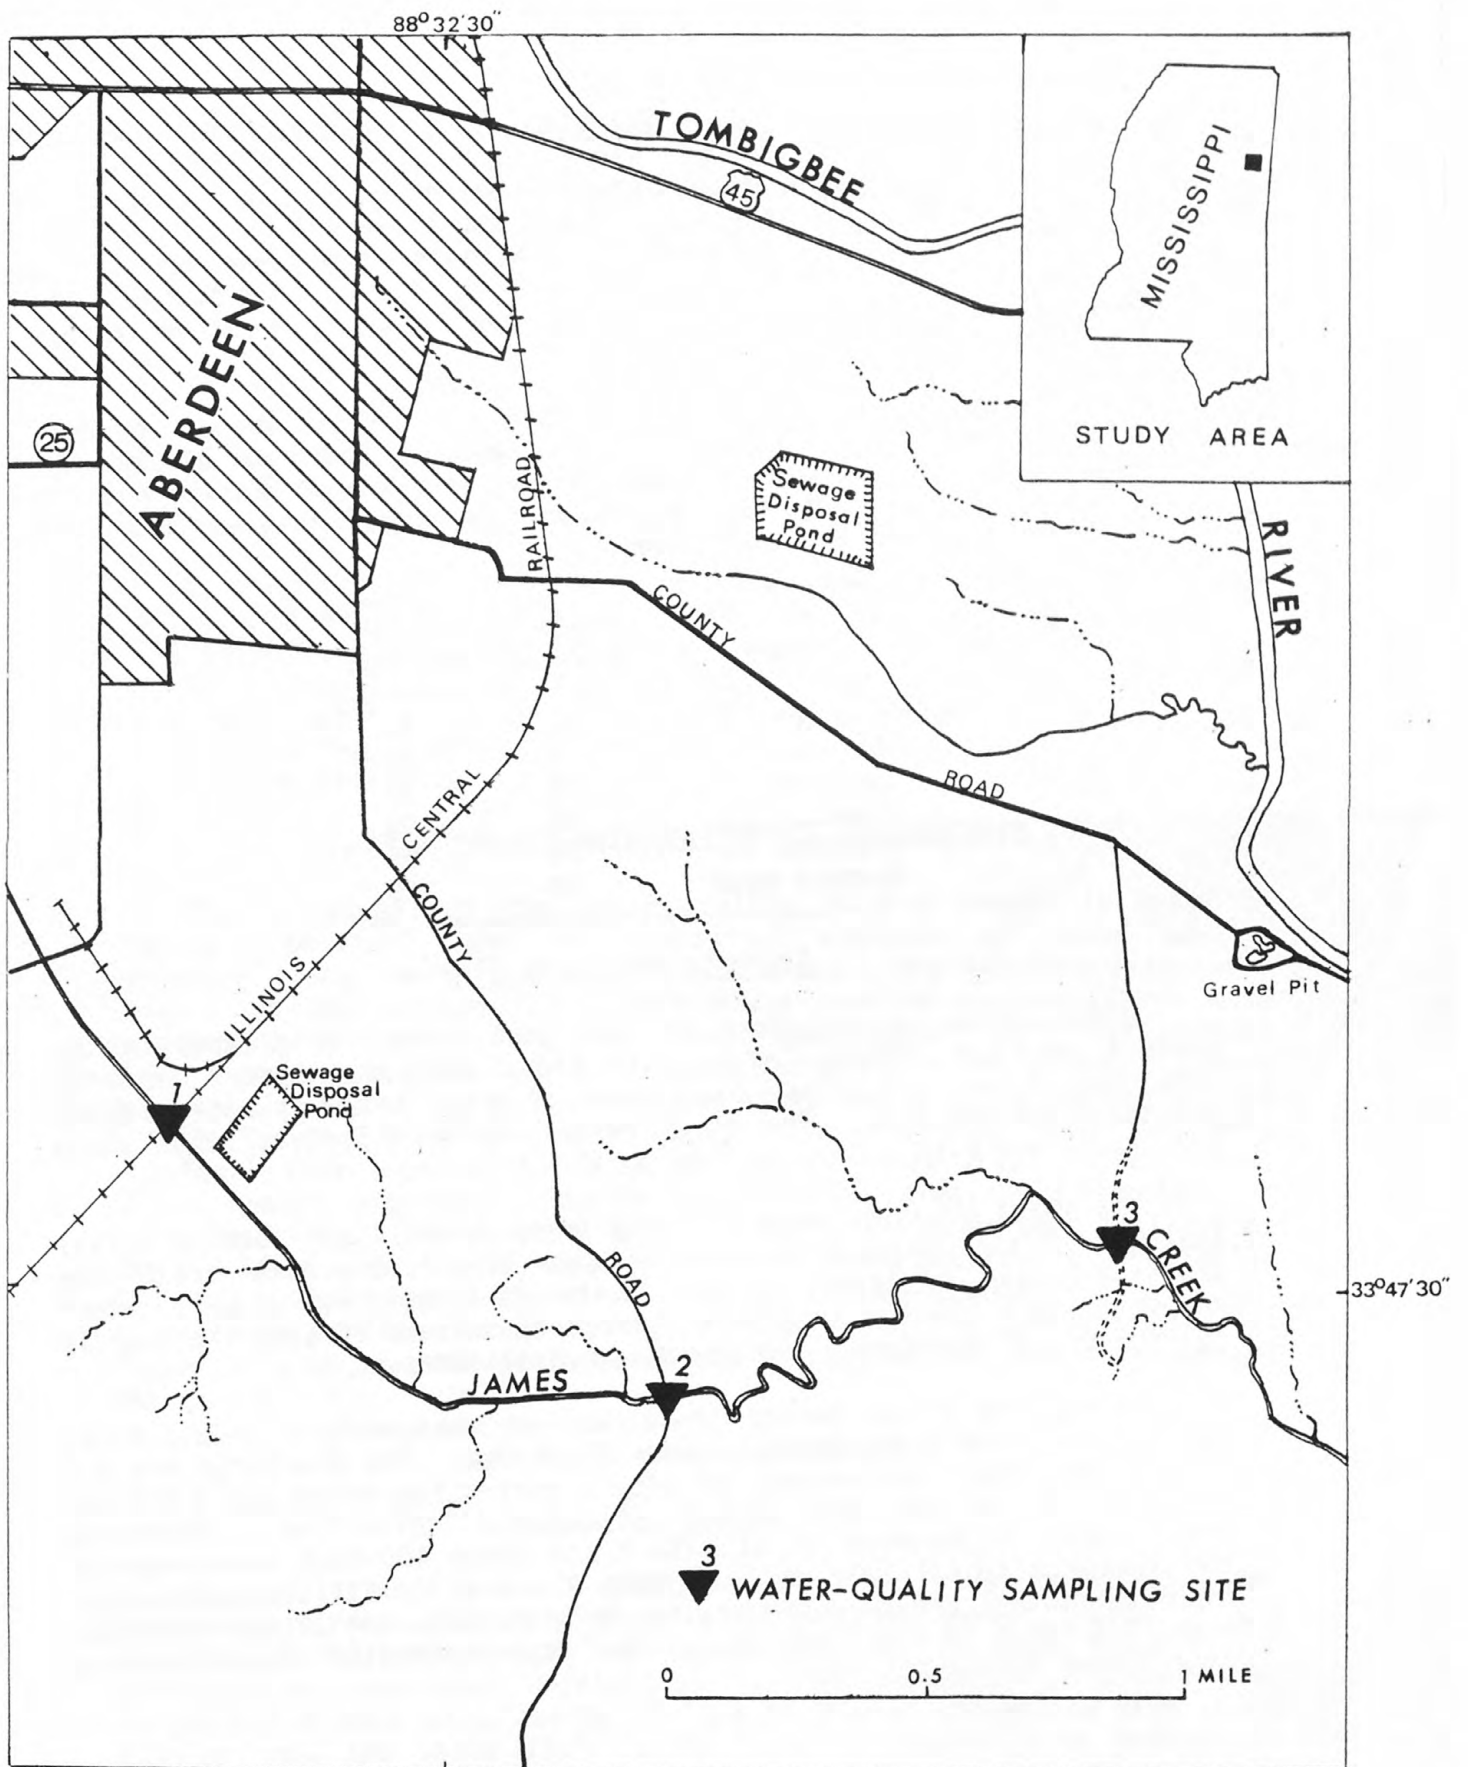 88° 32'30"
TOMBIGBEE
45
MISSISSIPPI
STUDY AREA
ABERDEEN
25
Sewage
Disposal
Pond
RAILROAD
RIVER
COUNTY
ROAD
CENTRAL
COUNTY
ILLINOIS
Gravel Pit
Sewage
Disposal
Pond
1
3
CREEK
ROAD
33°47'30"
2
JAMES
3
WATER-QUALITY SAMPLING SITE
0 0.5 1 MILE